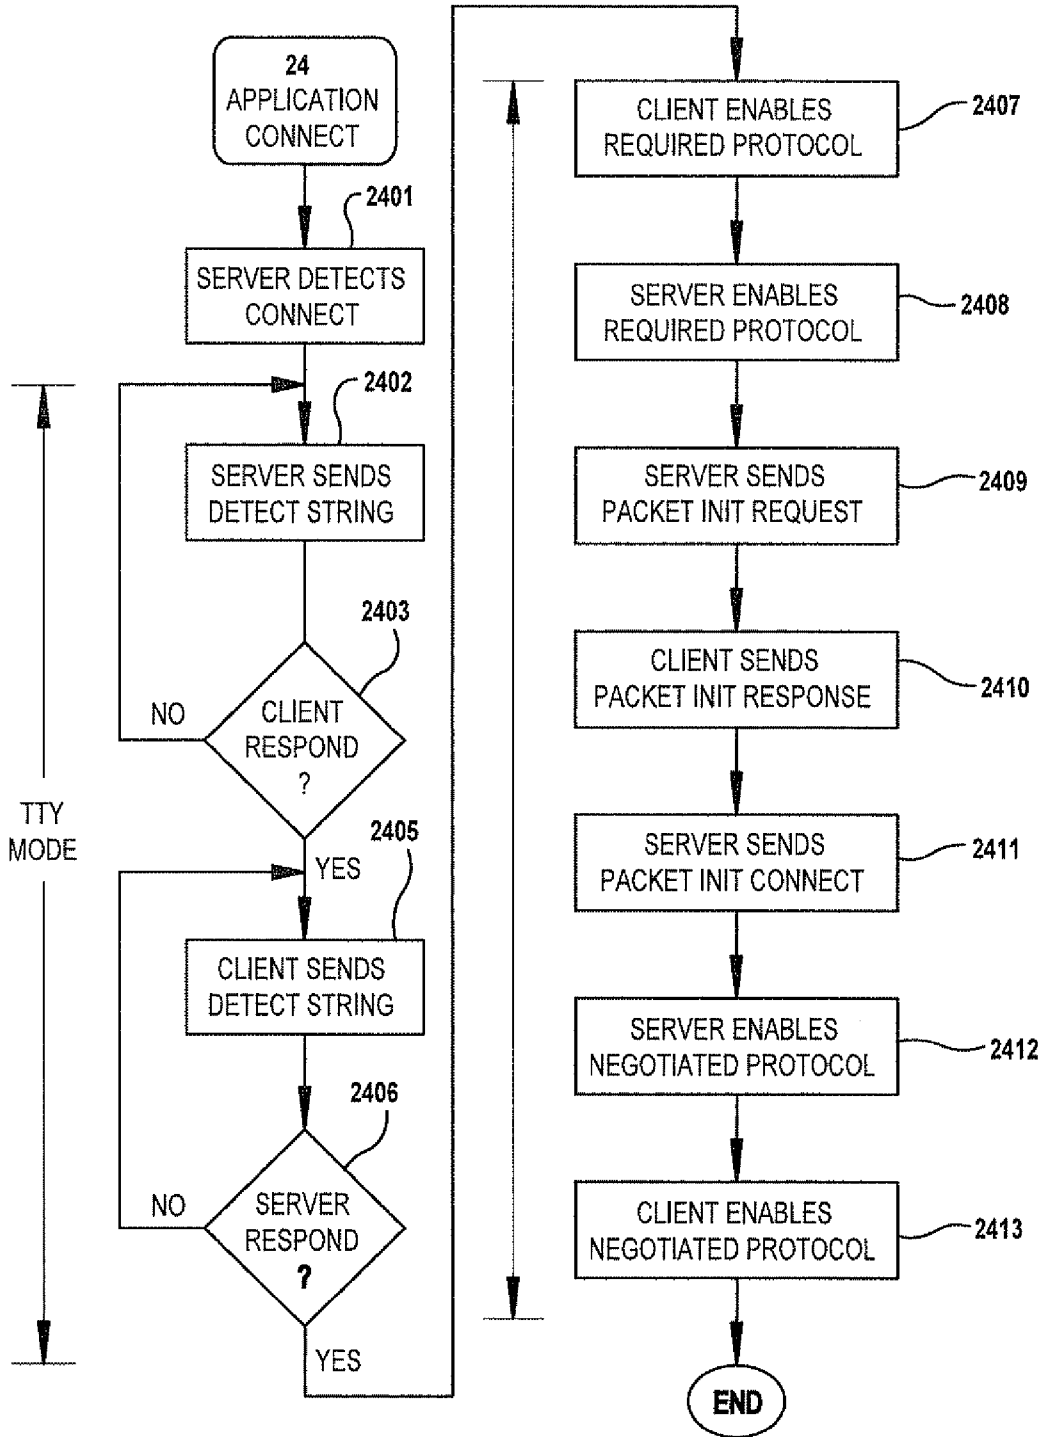 24
APPLICATION
CONNECT
2401
SERVER DETECTS
CONNECT
2402
SERVER SENDS
DETECT STRING
2403
CLIENT
RESPOND
?
NO
YES
TTY
MODE
2405
CLIENT SENDS
DETECT STRING
2406
SERVER
RESPOND
?
NO
YES
CLIENT ENABLES
REQUIRED PROTOCOL
2407
SERVER ENABLES
REQUIRED PROTOCOL
2408
SERVER SENDS
PACKET INIT REQUEST
2409
CLIENT SENDS
PACKET INIT RESPONSE
2410
SERVER SENDS
PACKET INIT CONNECT
2411
SERVER ENABLES
NEGOTIATED PROTOCOL
2412
CLIENT ENABLES
NEGOTIATED PROTOCOL
2413
END